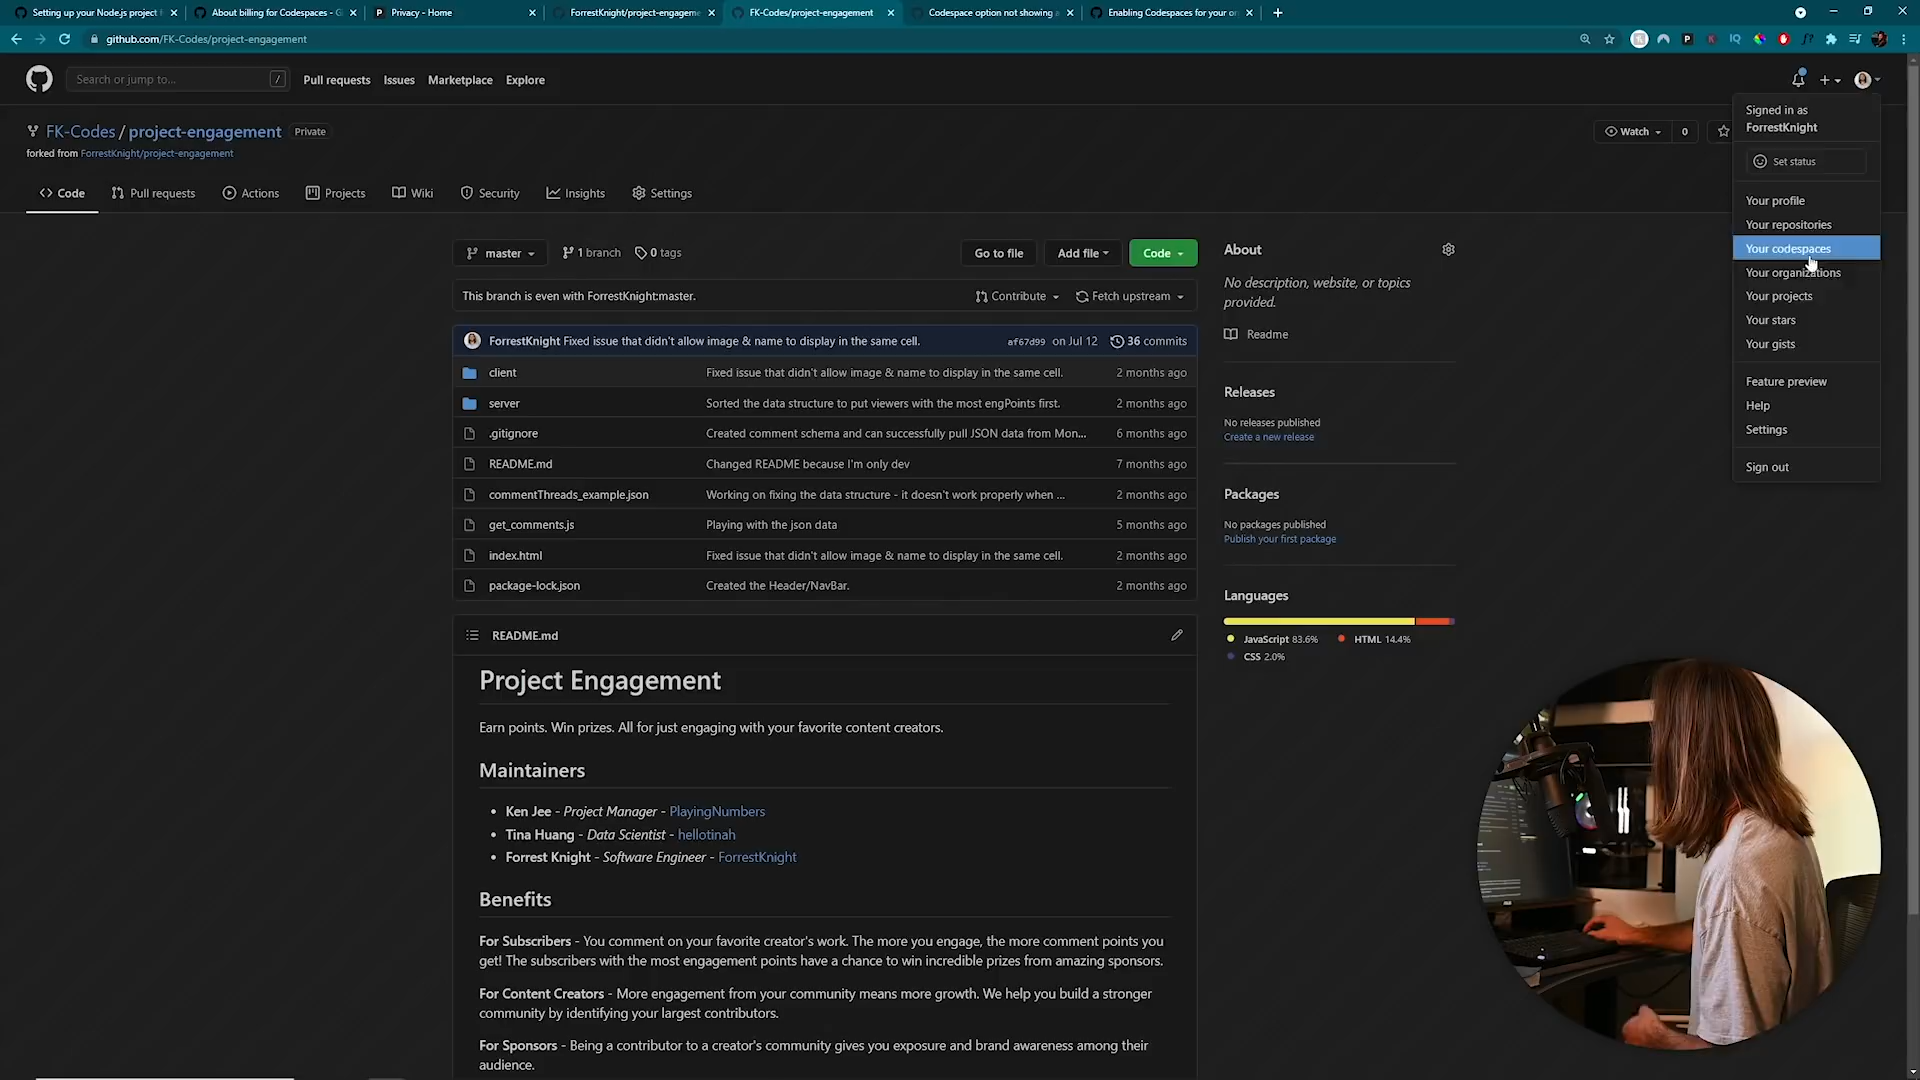 Setting up your Node.js project f
About billing for Codespaces - G
Privacy - Home
ForrestKnight/project-engageme
FK-Codes/project-engagement
Codespace option not showing
Enabling Codespaces for your or
github.com/FK-Codes/project-engagement
Search or jump to...
/
Pull requests
Issues
Marketplace
Explore
Signed in as
ForrestKnight
Set status
Your profile
Your repositories
Your codespaces
Your organizations
Your projects
Your stars
Your gists
Feature preview
Help
Settings
Sign out
FK-Codes / project-engagement
Private
forked from ForrestKnight/project-engagement
Watch
0
Code
Pull requests
Actions
Projects
Wiki
Security
Insights
Settings
master
1 branch
0 tags
Go to file
Add file
Code
This branch is even with ForrestKnight:master.
Contribute
Fetch upstream
ForrestKnight Fixed issue that didn't allow image & name to display in the same cell.
af67d99 on Jul 12
36 commits
client Fixed issue that didn't allow image & name to display in the same cell. 2 months ago
server Sorted the data structure to put viewers with the most engPoints first. 2 months ago
.gitignore Created comment schema and can successfully pull JSON data from Mon... 6 months ago
README.md Changed README because I'm only dev 7 months ago
commentThreads_example.json Working on fixing the data structure - it doesn't work properly when ... 2 months ago
get_comments.js Playing with the json data 5 months ago
index.html Fixed issue that didn't allow image & name to display in the same cell. 2 months ago
package-lock.json Created the Header/NavBar. 2 months ago
About
No description, website, or topics
provided.
Readme
Releases
No releases published
Create a new release
Packages
No packages published
Publish your first package
Languages
JavaScript 83.6%
HTML 14.4%
CSS 2.0%
README.md
Project Engagement
Earn points. Win prizes. All for just engaging with your favorite content creators.
Maintainers
• Ken Jee - Project Manager - PlayingNumbers
• Tina Huang - Data Scientist - hellotinah
• Forrest Knight - Software Engineer - ForrestKnight
Benefits
For Subscribers - You comment on your favorite creator's work. The more you engage, the more comment points you
get! The subscribers with the most engagement points have a chance to win incredible prizes from amazing sponsors.
For Content Creators - More engagement from your community means more growth. We help you build a stronger
community by identifying your largest contributors.
For Sponsors - Being a contributor to a creator's community gives you exposure and brand awareness among their
audience.